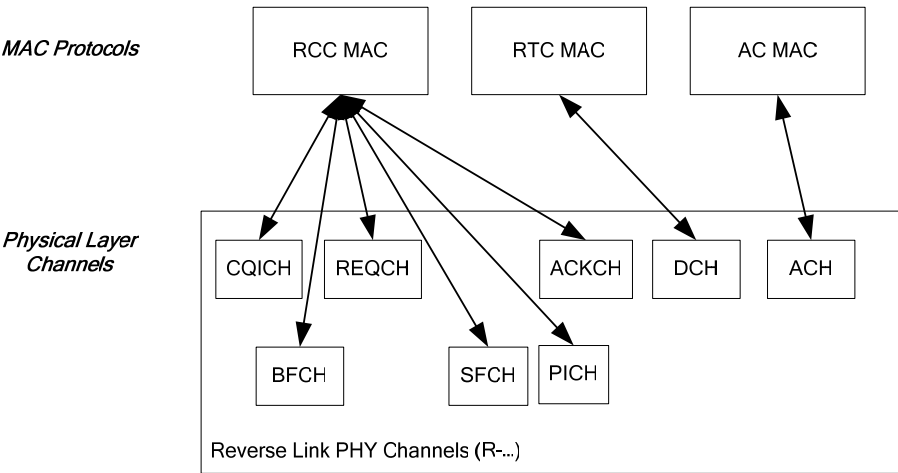 MAC Protocols
RCC MAC
RTC MAC
AC MAC
Physical Layer
Channels
CQICH
REQCH
ACKCH
DCH
ACH
BFCH
SFCH
PICH
Reverse Link PHY Channels (R-...)